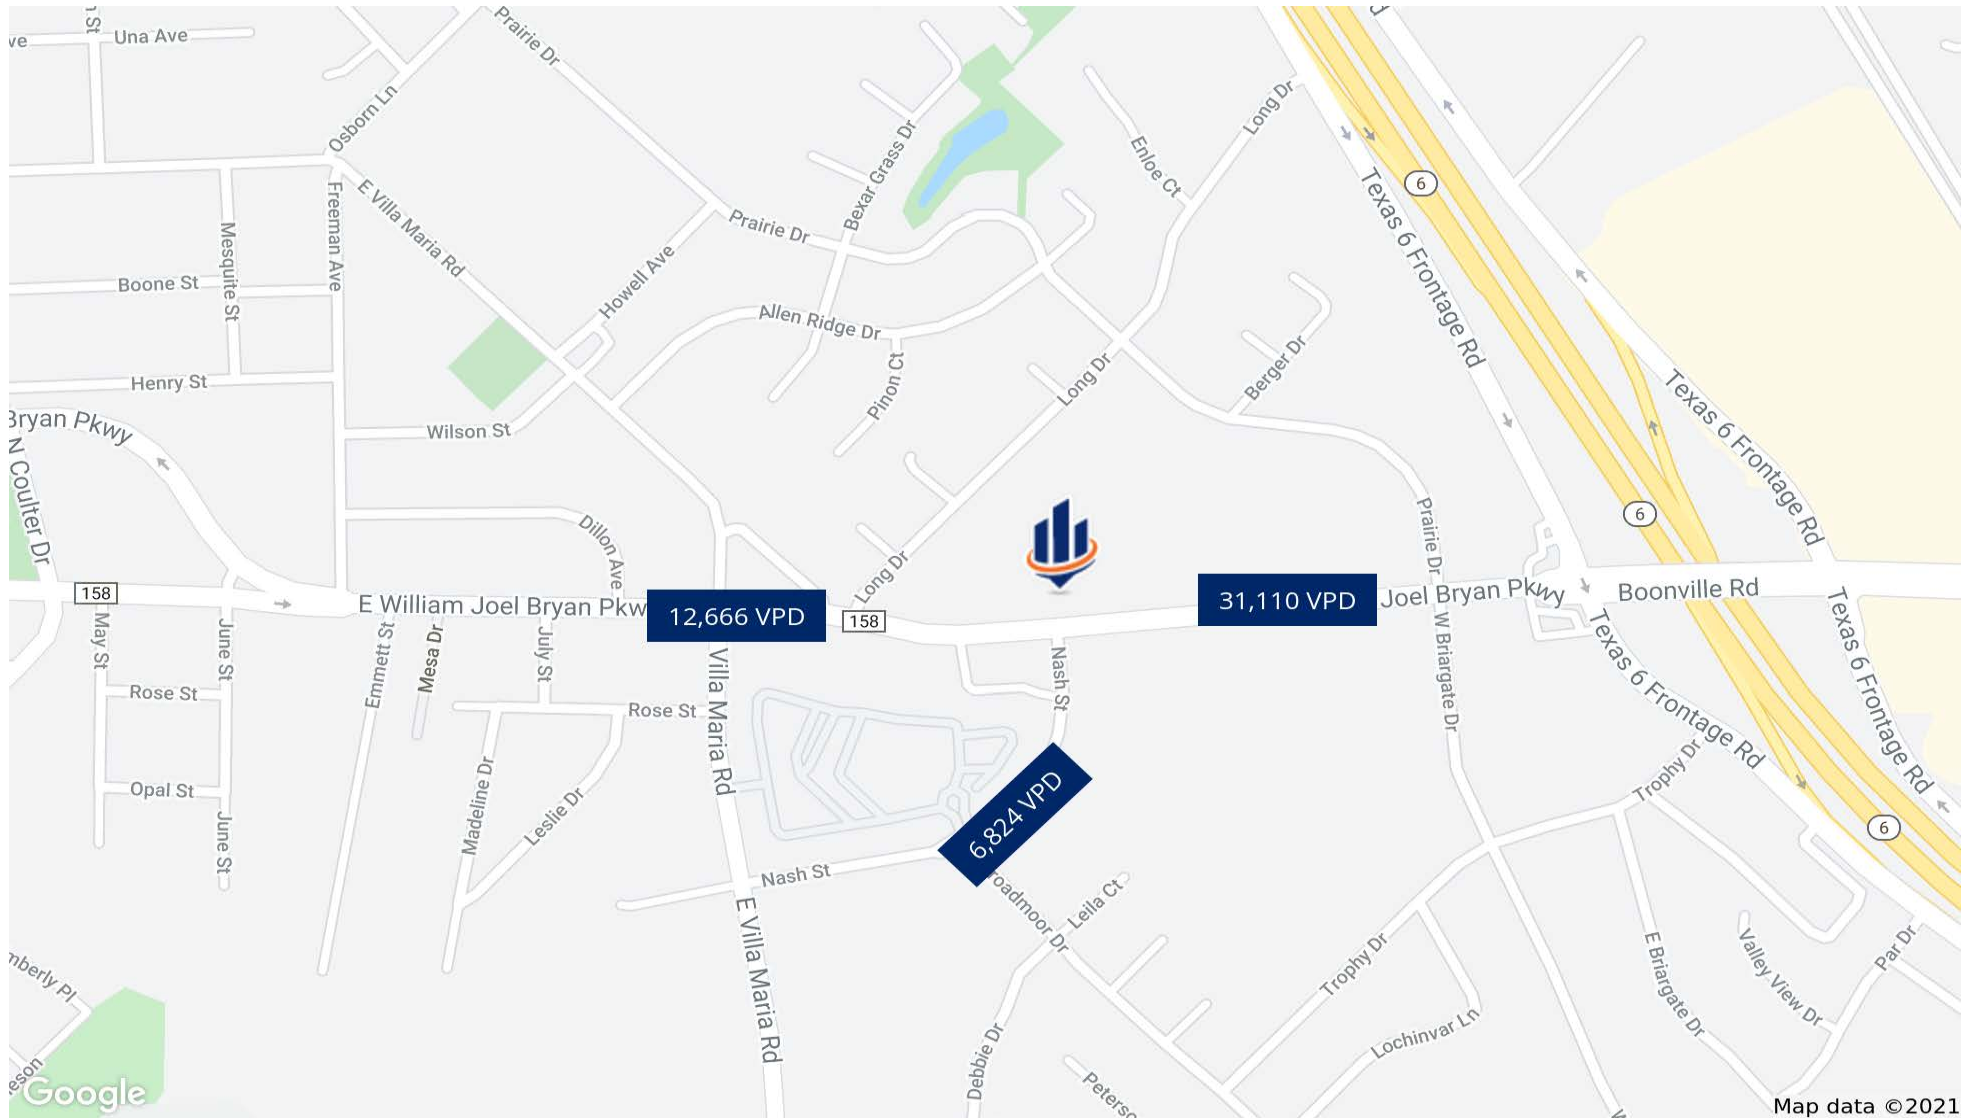 Una Ave
Prairie Dr
Osborn Ln
Long Dr
Bexar Grass Dr
Enloe Ct
6
Texas 6 Frontage Rd
E Villa Maria Rd
Freeman Ave
Mesquite St
Prairie Dr
Howell Ave
Boone St
Allen Ridge Dr
Henry St
Pinon Ct
Long Dr
Berger Dr
Texas 6 Frontage Rd
Bryan Pkwy
Wilson St
N Coulter Dr
Dillon Ave
Prairie Dr
6
Long Dr
158
E William Joel Bryan Pkw
12,666 VPD
158
31,110 VPD
Joel Bryan Pkwy
Boonville Rd
May St
June St
Emmett St
Mesa Dr
July St
Villa Maria Rd
Nash St
W Briargate Dr
Texas 6 Frontage Rd
Texas 6 Frontage Rd
Rose St
Rose St
Opal St
June St
Madeline Dr
Leslie Dr
6,824 VPD
Trophy Dr
6
Nash St
roadmoor Dr
Leila Ct
E Villa Maria Rd
Trophy Dr
E Briargate Dr
Valley View Dr
Par Dr
mberly Pl
Debbie Dr
Lochinvar Ln
eson
Peterso
Google
Map data ©2021